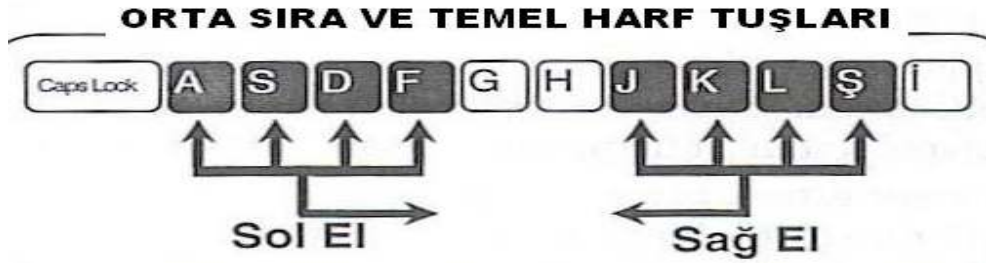 ORTA SIRA VE TEMEL HARF TUŞLARI
Caps Lock A S D F G H J K L Ş İ
Sol El Sağ El